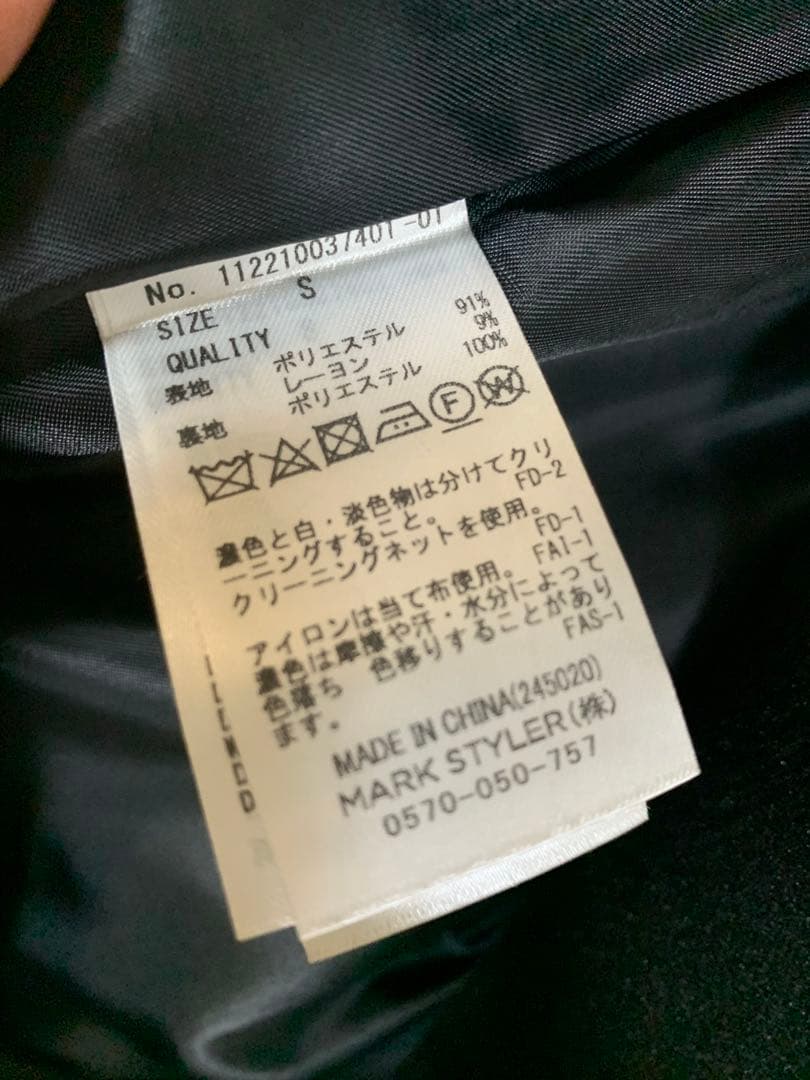 No. 112210037401-01
SIZE S
QUALITY
表地 ポリエステル 91%
レーヨン 9%
裏地 ポリエステル 100%
F W
濃色と白・淡色物は分けてクリ
ーニングすること。 FD-2
クリーニングネットを使用。
FD-1
アイロンは当て布使用。 FA1-1
濃色は摩擦や汗・水分によって
色落ち 色移りすることがあり
ます。 FAS-1
MADE IN CHINA(245020)
MARK STYLER(株)
0570-050-757